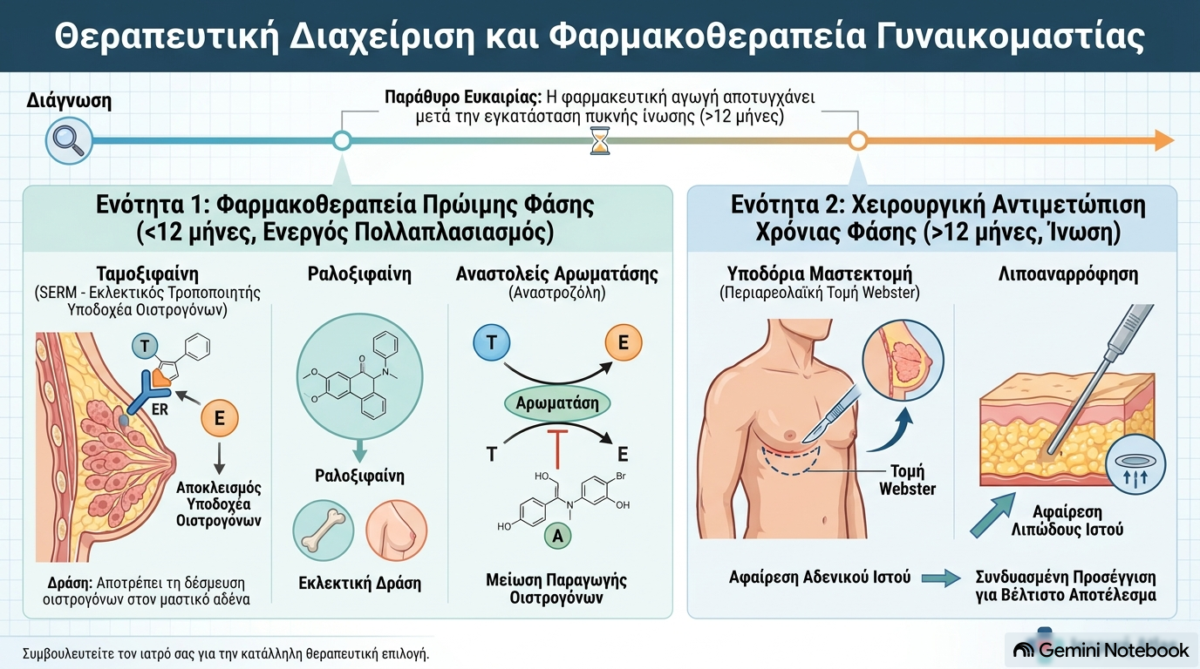 Θεραπευτική Διαχείριση και Φαρμακοθεραπεία Γυναικομαστίας
Διάγνωση
Παράθυρο Ευκαιρίας: Η φαρμακευτική αγωγή αποτυγχάνει
μετά την εγκατάσταση πυκνής ίνωσης (>12 μήνες)
Ενότητα 1: Φαρμακοθεραπεία Πρώιμης Φάσης
(<12 μήνες, Ενεργός Πολλαπλασιασμός)
Ταμοξιφαίνη
(SERM - Εκλεκτικός Τροποποιητής
Υποδοχέα Οιστρογόνων)
T
ER
E
Αποκλεισμός
Υποδοχέα
Οιστρογόνων
Δράση: Αποτρέπει τη δέσμευση
οιστρογόνων στον μαστικό αδένα
Ραλοξιφαίνη
O
N
O
O
Ραλοξιφαίνη
Εκλεκτική Δράση
Αναστολείς Αρωματάσης
(Αναστροζόλη)
T
E
Αρωματάση
T
E
HO
Br
N
OH
HO
A
Μείωση Παραγωγής
Οιστρογόνων
Ενότητα 2: Χειρουργική Αντιμετώπιση
Χρόνιας Φάσης (>12 μήνες, Ίνωση)
Υποδόρια Μαστεκτομή
(Περιαρεολαϊκή Τομή Webster)
Τομή
Webster
Αφαίρεση Αδενικού Ιστού
Λιποαναρρόφηση
Αφαίρεση
Λιπώδους Ιστού
Συνδυασμένη Προσέγγιση
για Βέλτιστο Αποτέλεσμα
Συμβουλευτείτε τον ιατρό σας για την κατάλληλη θεραπευτική επιλογή.
Gemini Notebook